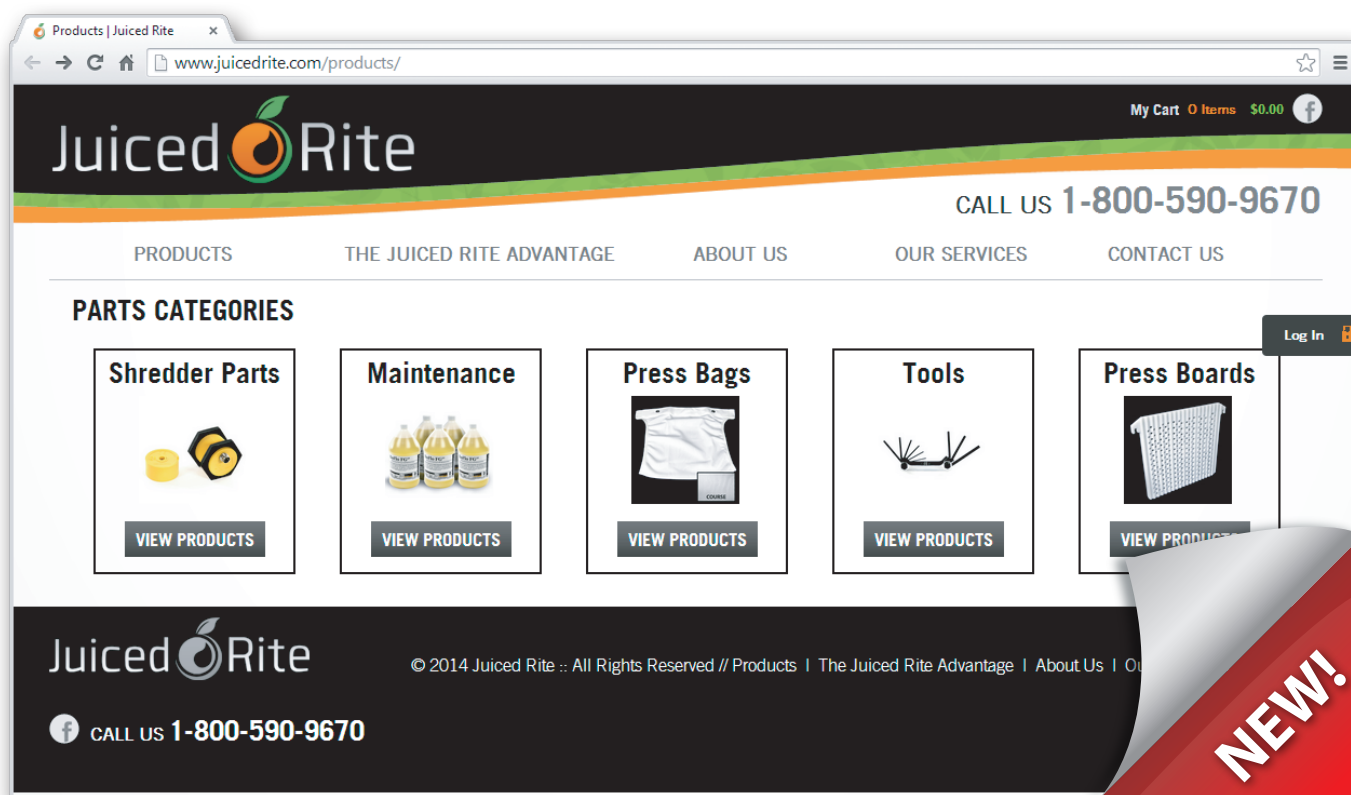 Products | Juiced Rite x
www.juicedrite.com/products/
My Cart 0 Items $0.00 f
Juiced Rite
CALL US 1-800-590-9670
PRODUCTS THE JUICED RITE ADVANTAGE ABOUT US OUR SERVICES CONTACT US
PARTS CATEGORIES
Log In
Shredder Parts Maintenance Press Bags Tools Press Boards
COURSE
VIEW PRODUCTS VIEW PRODUCTS VIEW PRODUCTS VIEW PRODUCTS VIEW
Juiced Rite
© 2014 Juiced Rite :: All Rights Reserved // Products | The Juiced Rite Advantage | About Us |
f CALL US 1-800-590-9670
NEW!